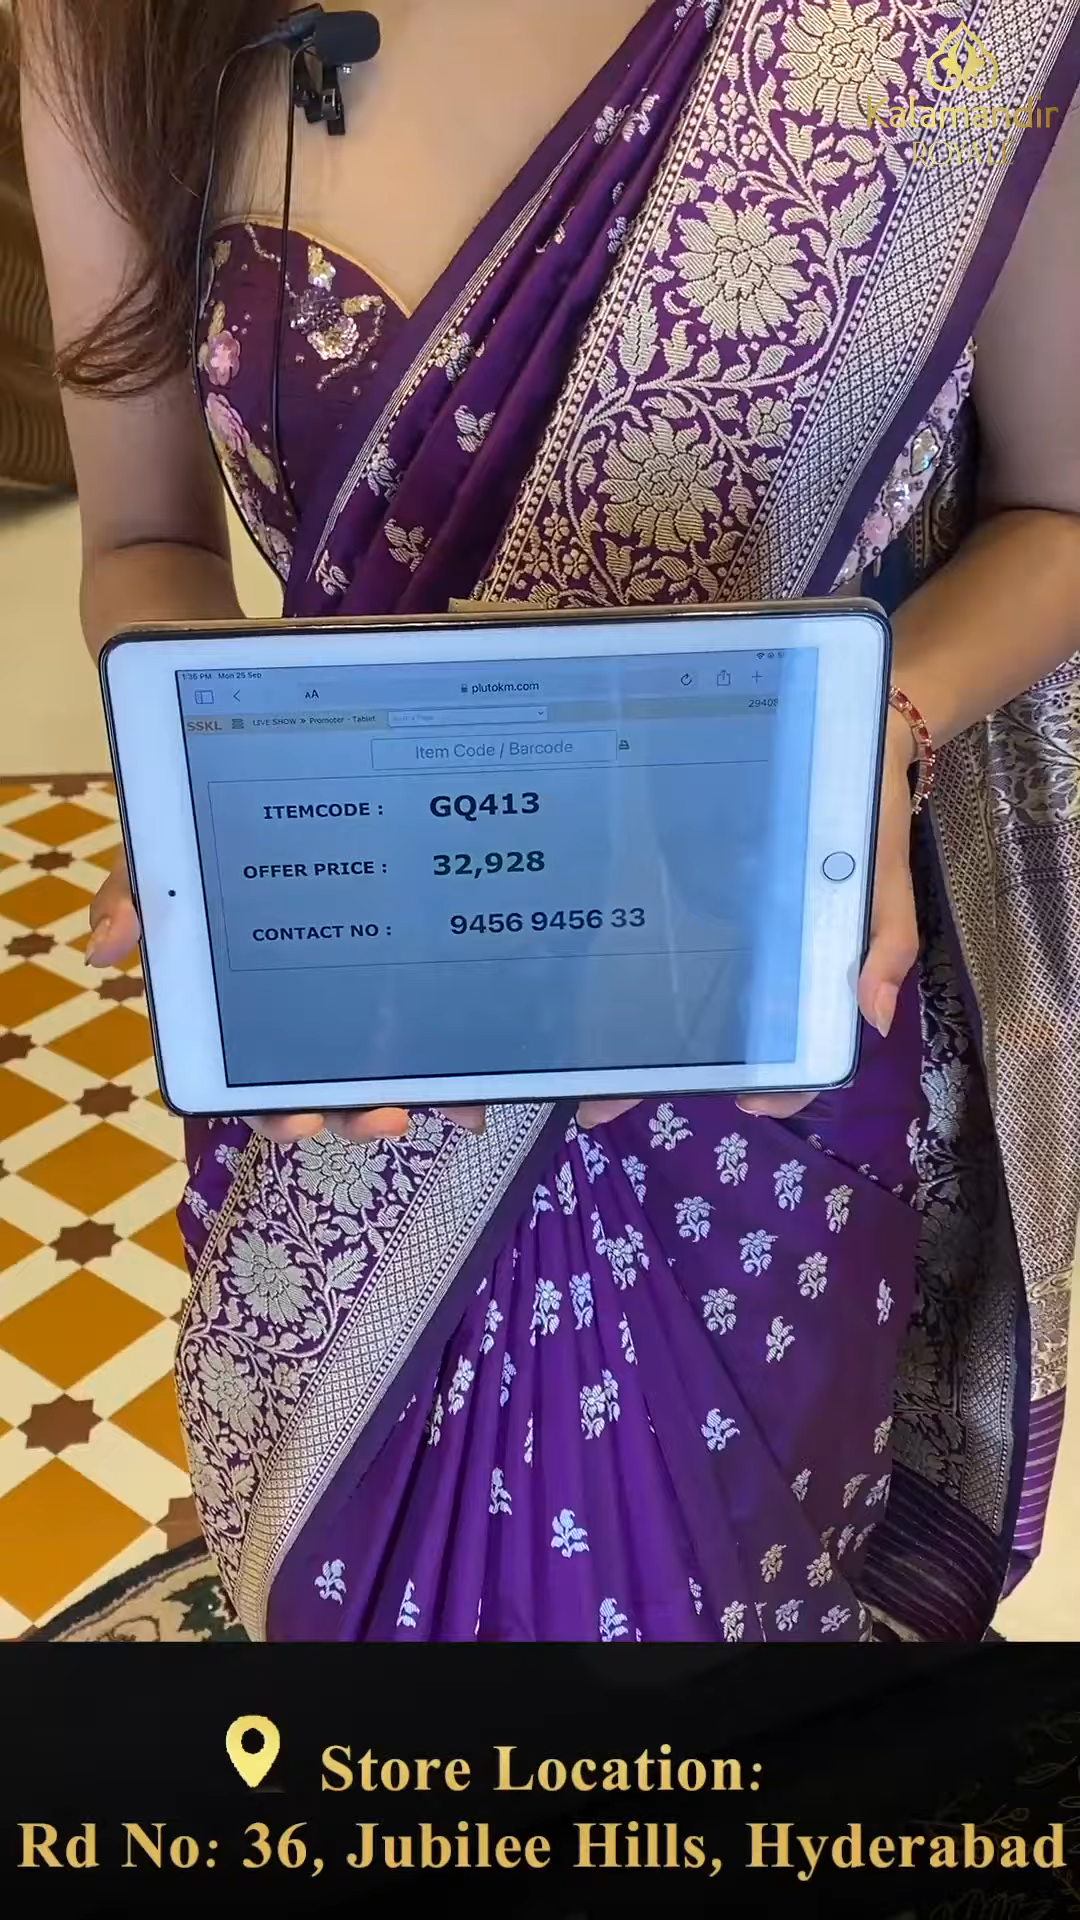 Kalamandir
ROYALE
1:36 PM Mon 25 Sep
AA
plutokm.com
29408
SSKL LIVE SHOW » Promoter - Tablet
Item Code / Barcode
ITEMCODE : GQ413
OFFER PRICE : 32,928
CONTACT NO : 9456 9456 33
Store Location:
Rd No: 36, Jubilee Hills, Hyderabad